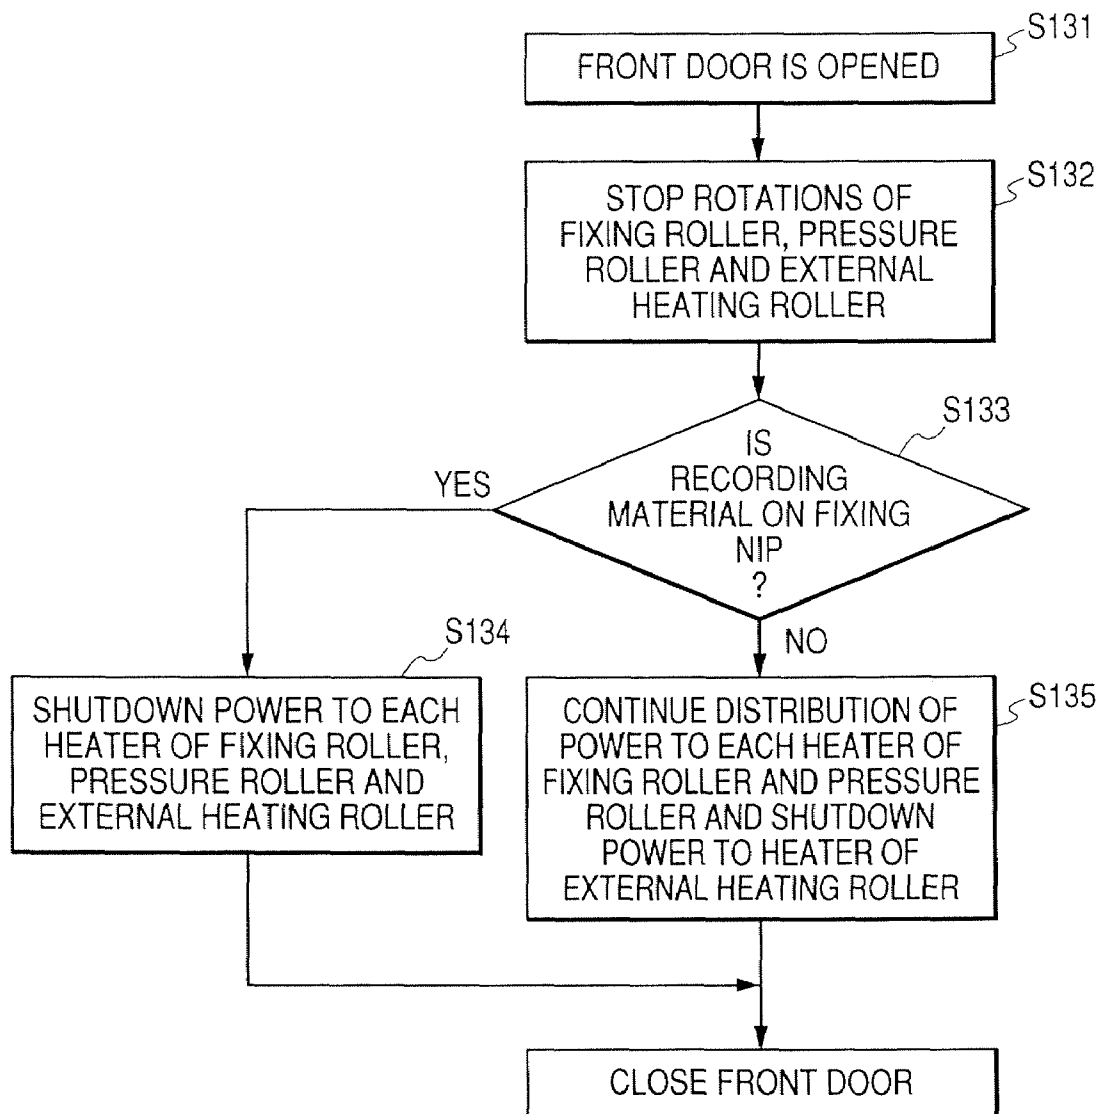 S131
FRONT DOOR IS OPENED
S132
STOP ROTATIONS OF
FIXING ROLLER, PRESSURE
ROLLER AND EXTERNAL
HEATING ROLLER
S133
IS
RECORDING
MATERIAL ON FIXING
NIP
?
YES
NO
S134
SHUTDOWN POWER TO EACH
HEATER OF FIXING ROLLER,
PRESSURE ROLLER AND
EXTERNAL HEATING ROLLER
S135
CONTINUE DISTRIBUTION OF
POWER TO EACH HEATER OF
FIXING ROLLER AND PRESSURE
ROLLER AND SHUTDOWN
POWER TO HEATER OF
EXTERNAL HEATING ROLLER
CLOSE FRONT DOOR